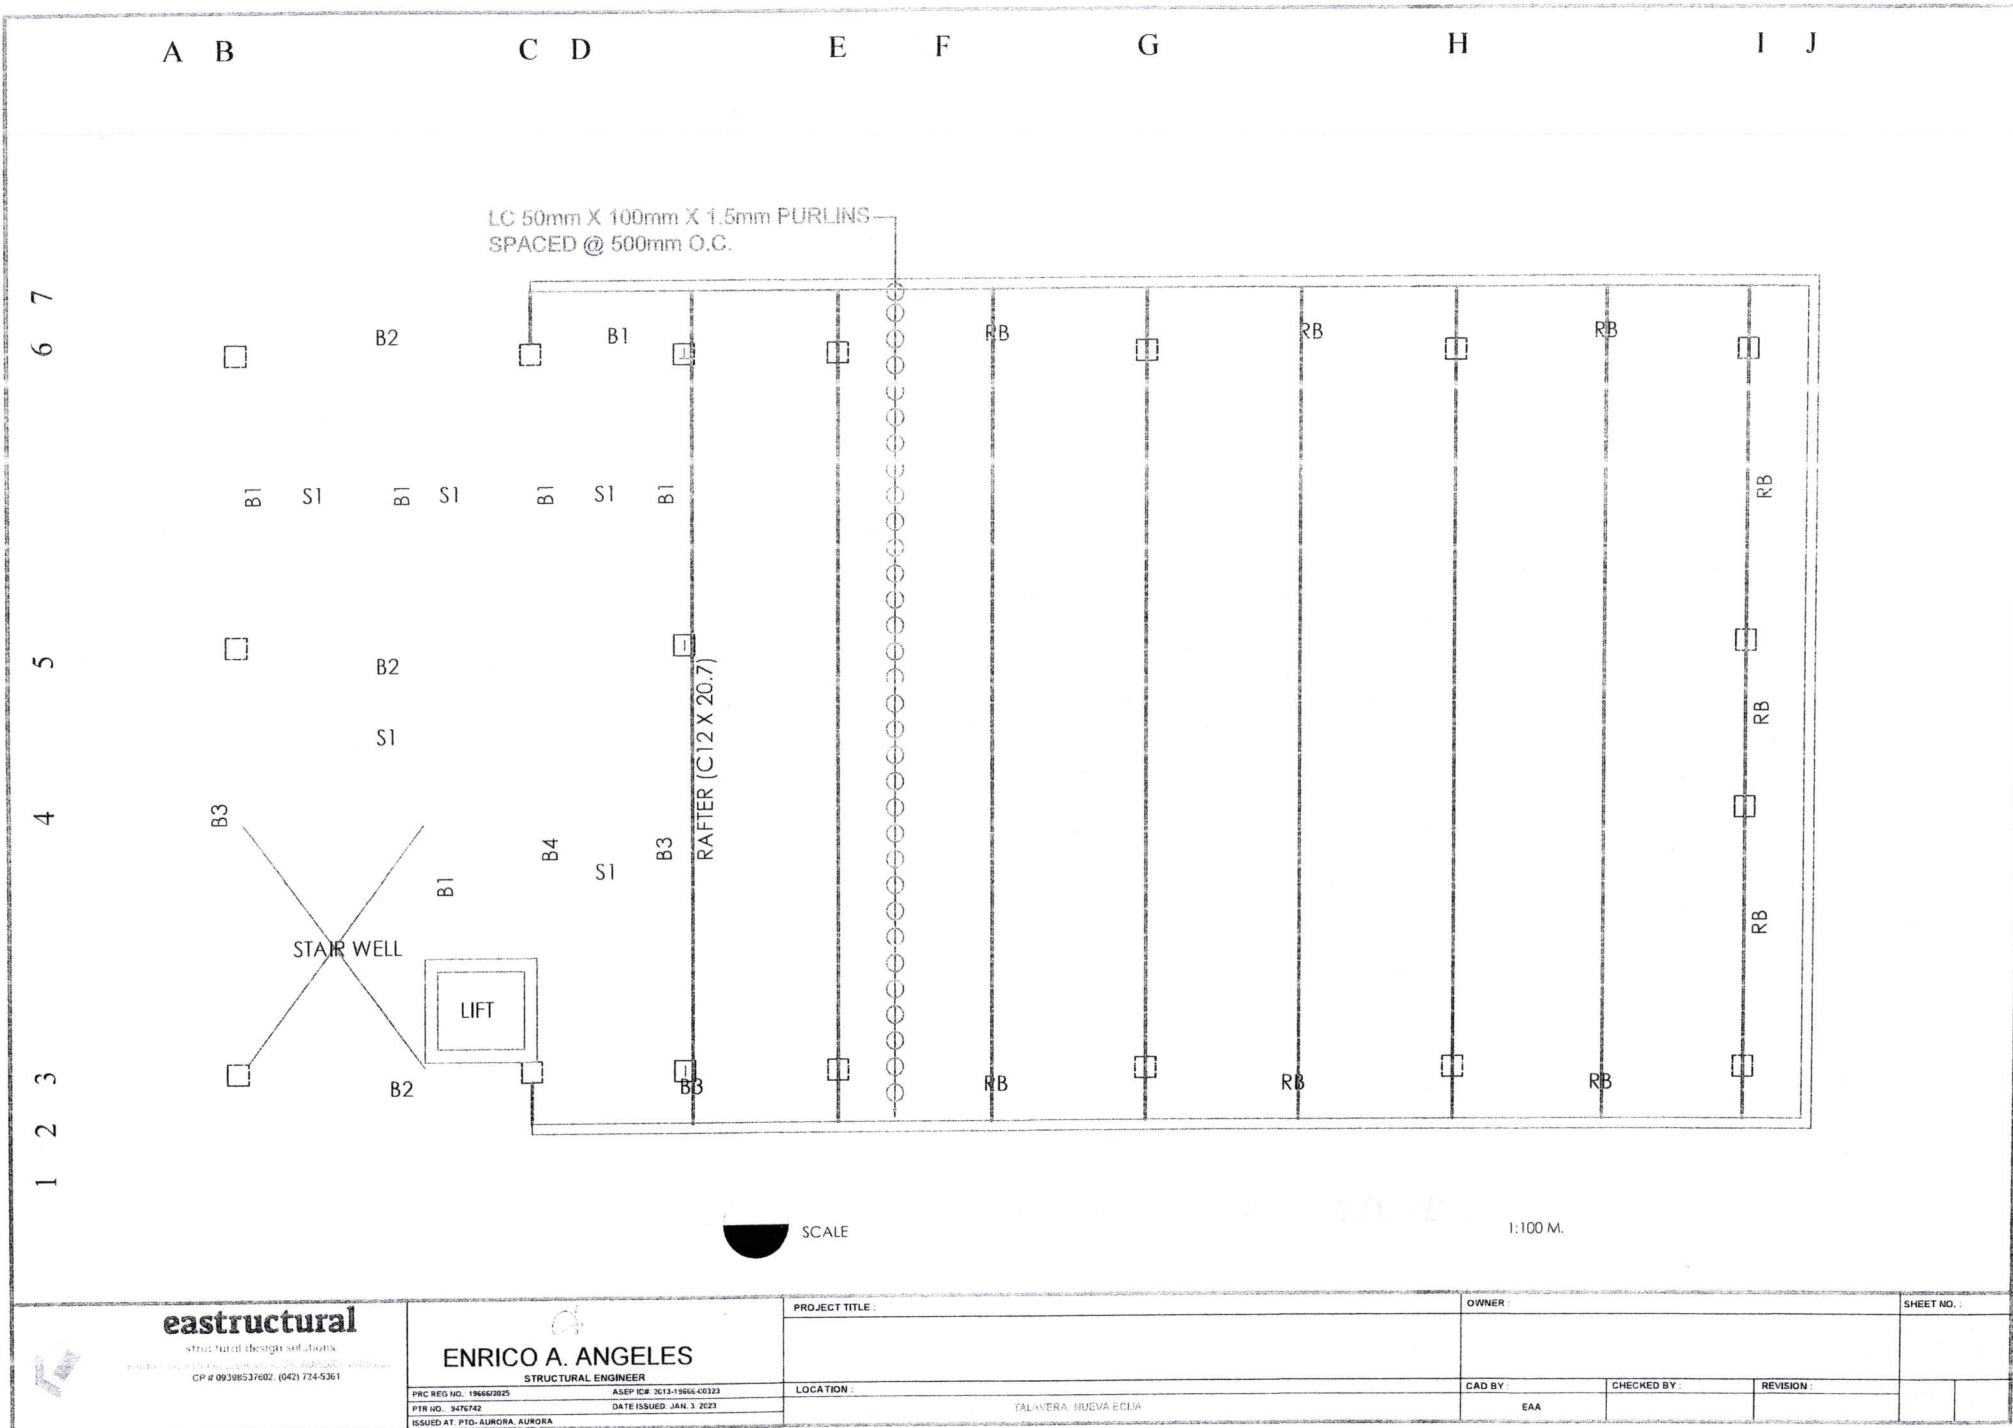 A B C D E F G H I J
LC 50mm X 100mm X 1.5mm PURLINS
SPACED @ 500mm O.C.
7
6
B2
B1
RB
RB
RB
B1
S1
B1
S1
B1
S1
B1
RB
5
B2
RAFTER (C12 X 20.7)
S1
RB
4
B3
B4
B3
S1
B1
RB
STAIR WELL
LIFT
3
B2
B3
RB
RB
RB
2
1
SCALE
1:100 M.
eastructural
structural design solutions
CP # 09398537602, (042) 724-5361
ENRICO A. ANGELES
STRUCTURAL ENGINEER
PRC REG NO.: 19666/2025
ASEP ID#: 2013-19666-00323
PTR NO.: 9476742
DATE ISSUED: JAN. 3, 2023
ISSUED AT: PTO- AURORA, AURORA
PROJECT TITLE :
LOCATION :
TALAVERA, NUEVA ECIJA
OWNER :
CAD BY :
EAA
CHECKED BY :
REVISION :
SHEET NO. :